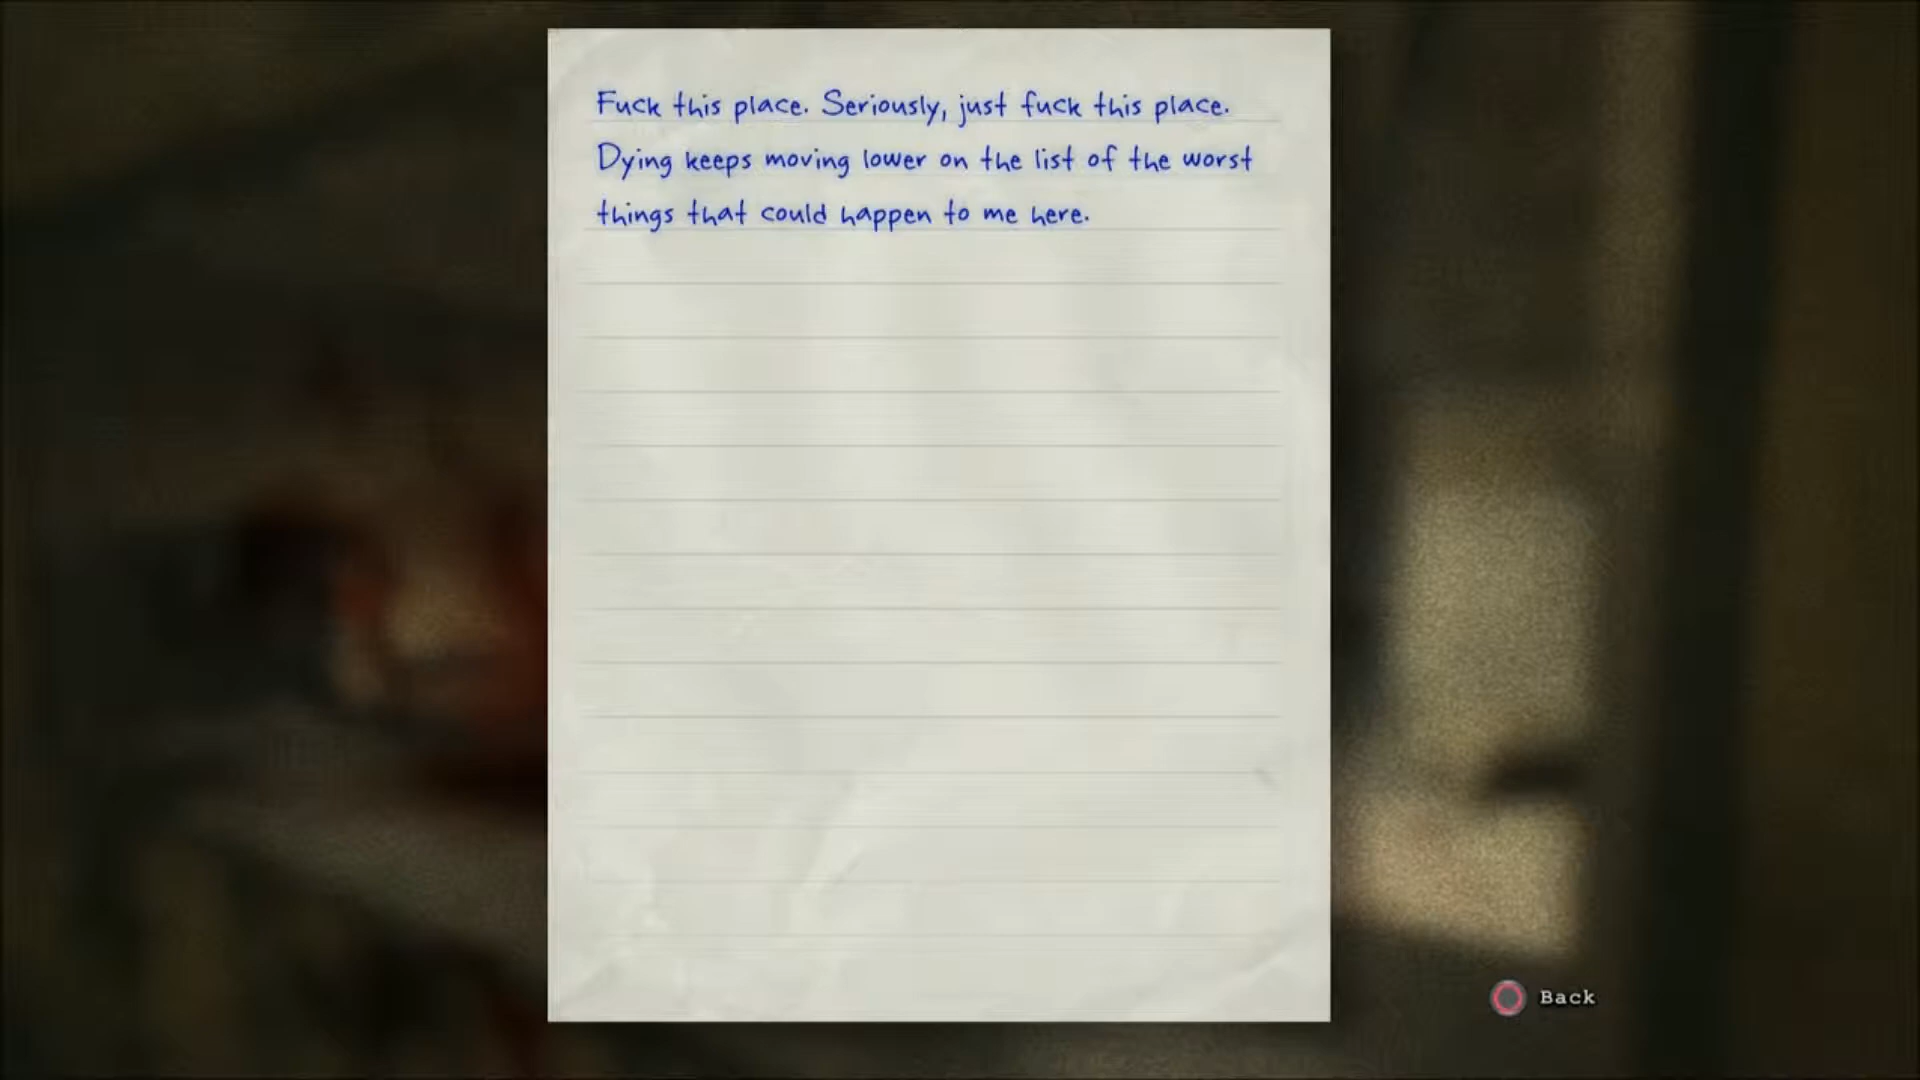 Fuck this place. Seriously, just fuck this place.
Dying keeps moving lower on the list of the worst
things that could happen to me here.
Back